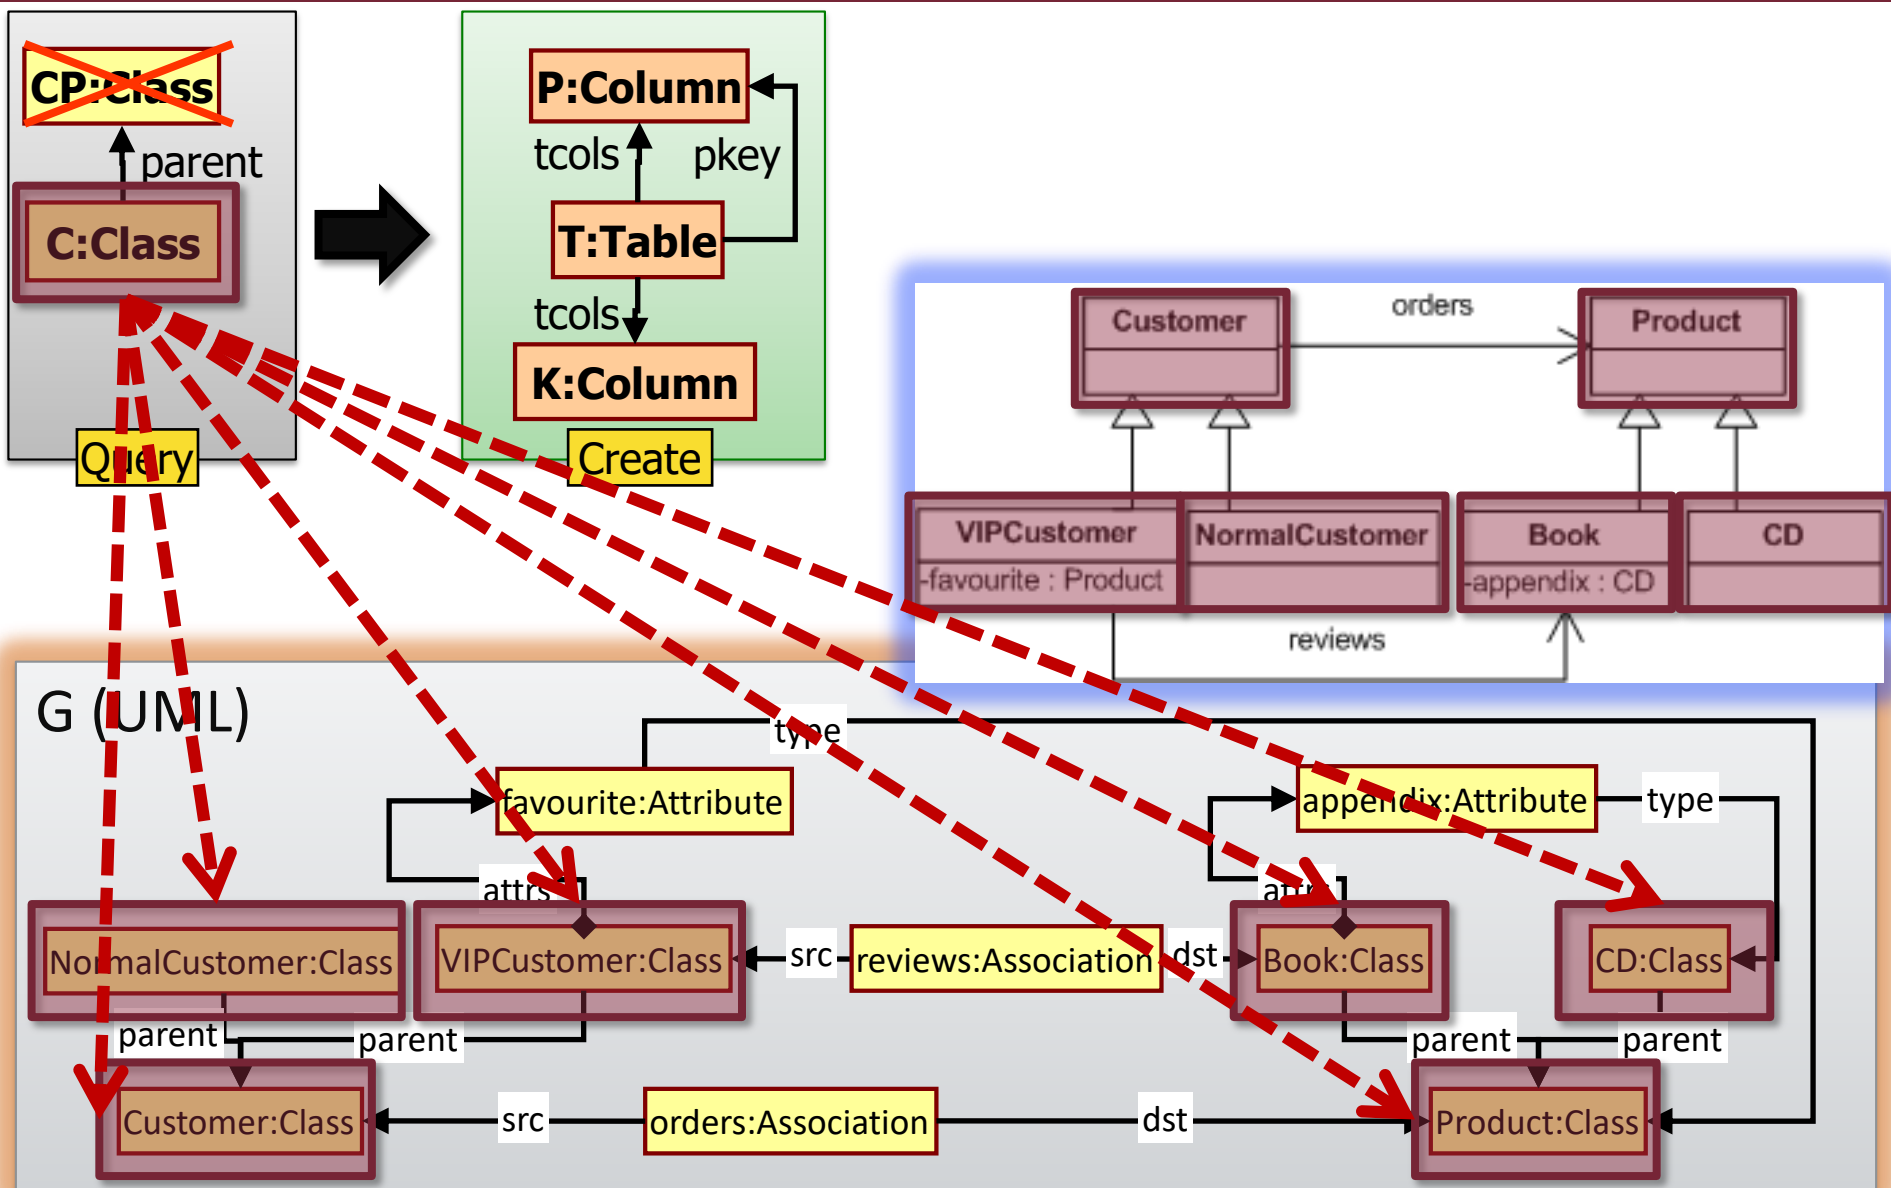 CP:Class
parent
C:Class
Query
P:Column
tcols
pkey
T:Table
tcols
K:Column
Create
Customer
orders
Product
VIPCustomer
-favourite : Product
NormalCustomer
Book
-appendix : CD
CD
reviews
G (UML)
type
favourite:Attribute
appendix:Attribute
type
attrs
attrs
NormalCustomer:Class
VIPCustomer:Class
src
reviews:Association
dst
Book:Class
CD:Class
parent
parent
parent
parent
Customer:Class
src
orders:Association
dst
Product:Class